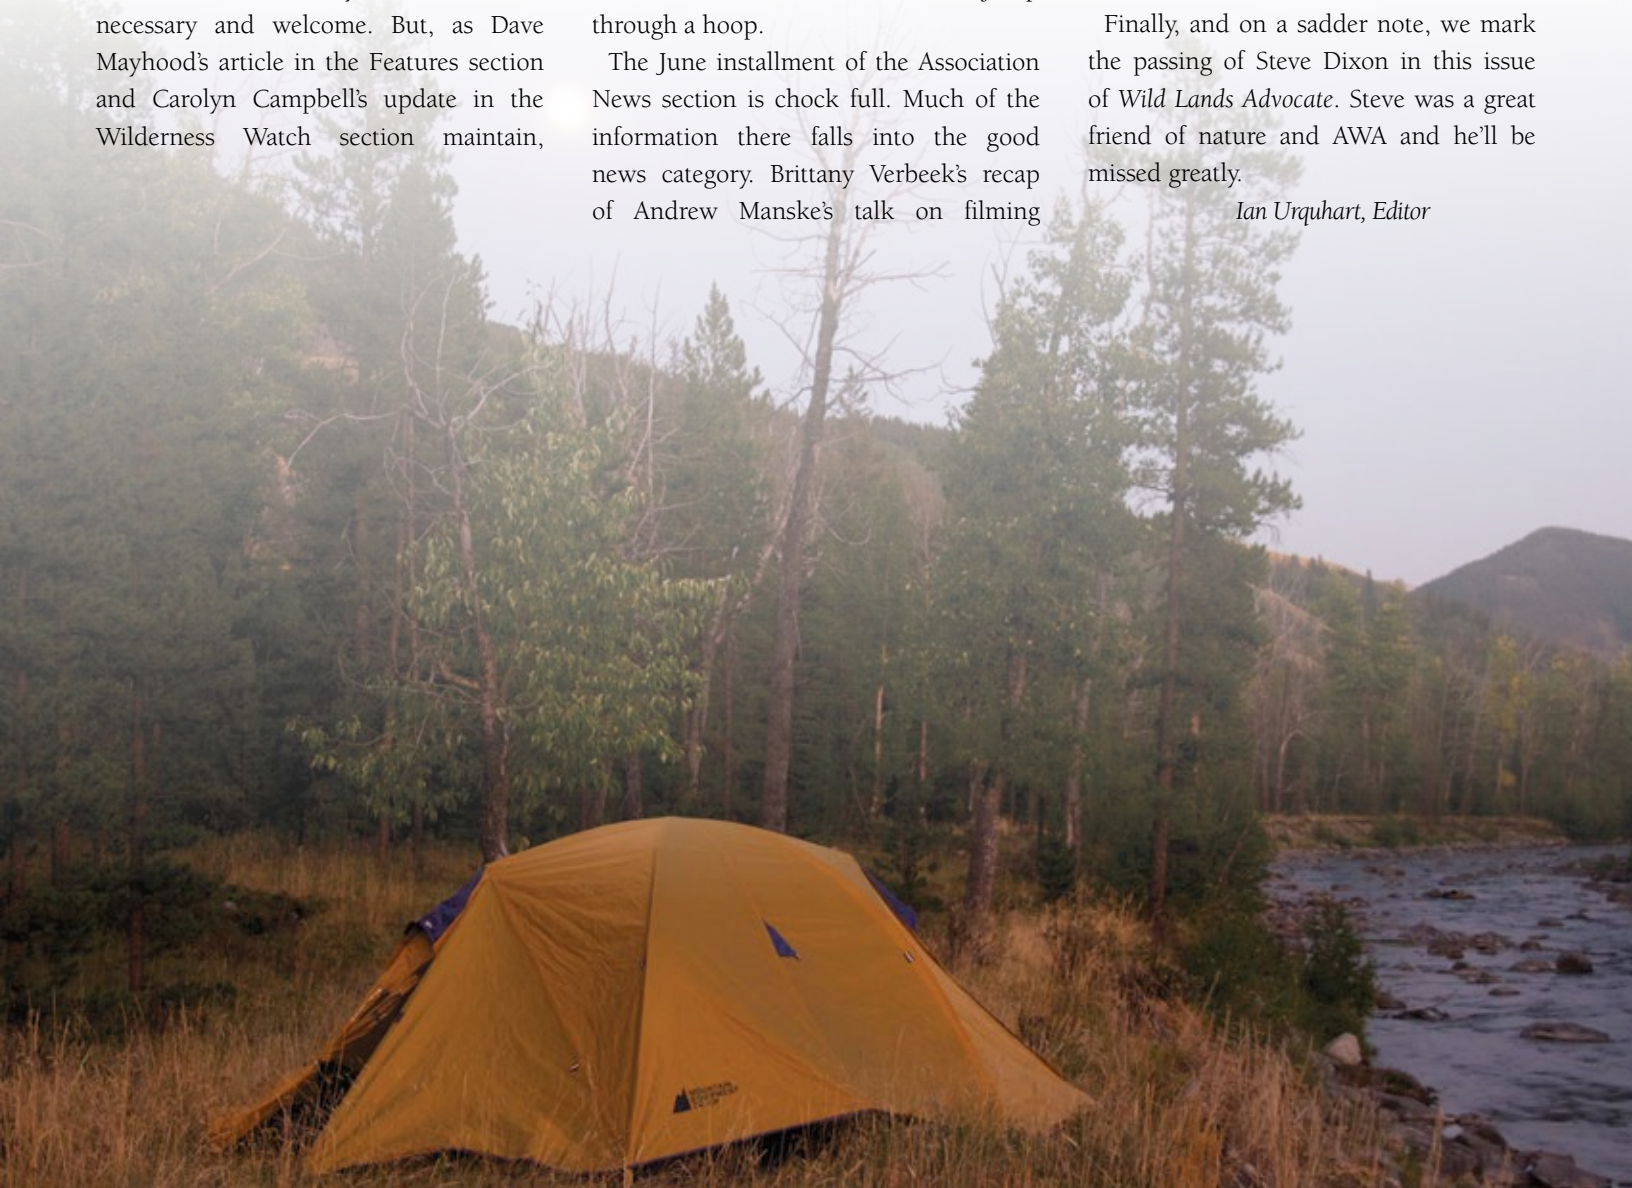 necessary and welcome. But, as Dave
Mayhood's article in the Features section
and Carolyn Campbell's update in the
Wilderness Watch section maintain,
through a hoop.
The June installment of the Association
News section is chock full. Much of the
information there falls into the good
news category. Brittany Verbeek's recap
of Andrew Manske's talk on filming
Finally, and on a sadder note, we mark
the passing of Steve Dixon in this issue
of Wild Lands Advocate. Steve was a great
friend of nature and AWA and he'll be
missed greatly.
Ian Urquhart, Editor
MOUNTAIN
EQUIPMENT
CO-OP